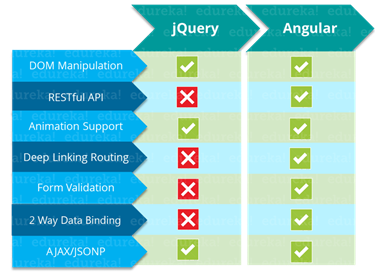 jQuery
Angular
DOM Manipulation
RESTful API
Animation Support
Deep Linking Routing
Form Validation
2 Way Data Binding
AJAX/JSONP
edureka!